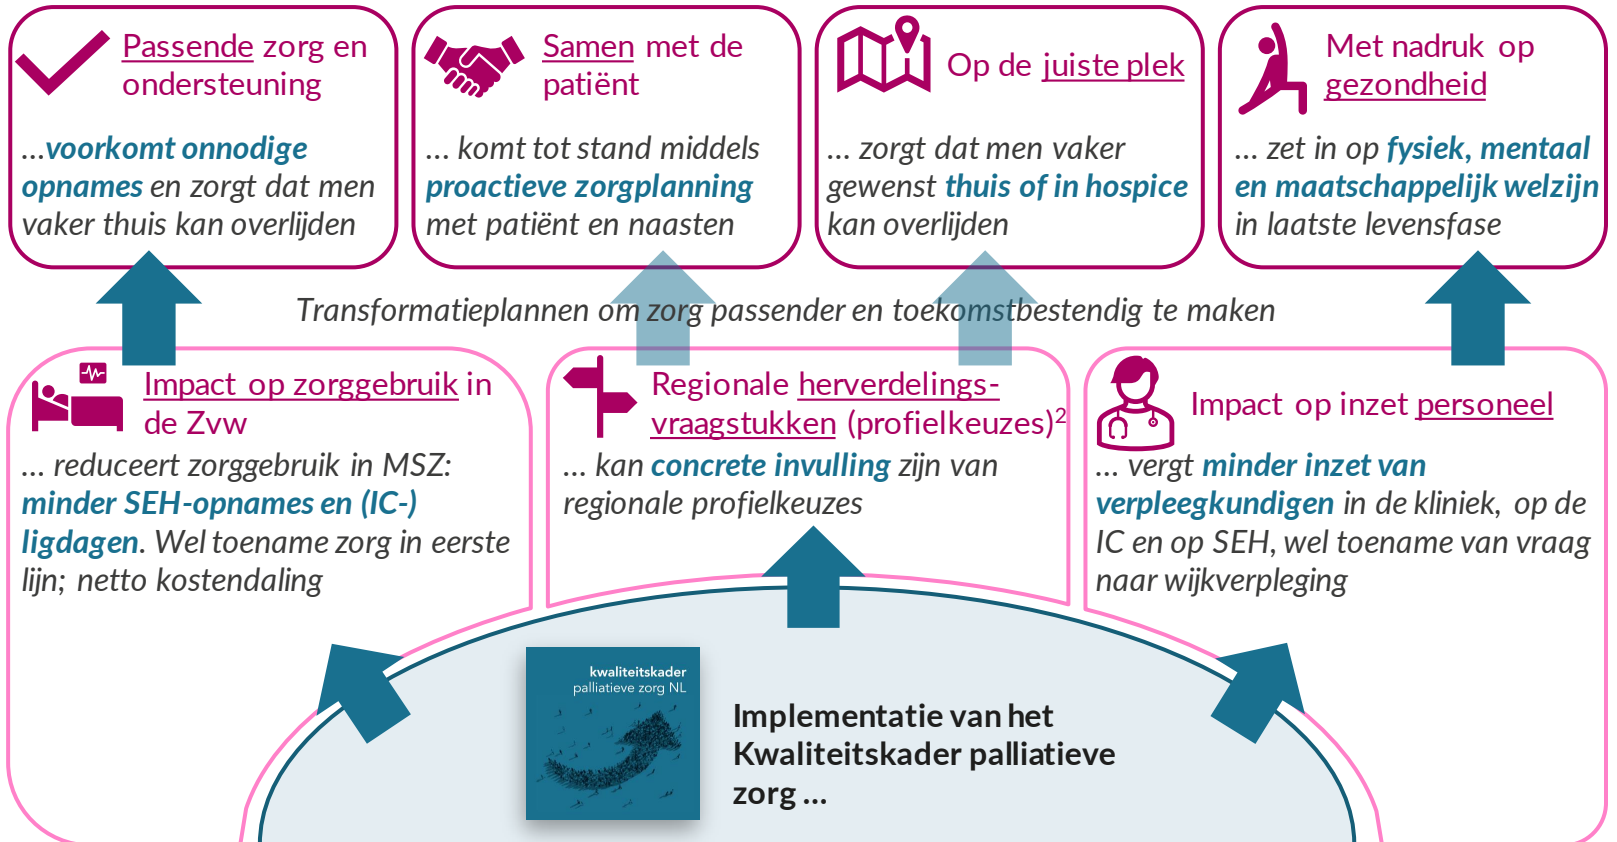 Passende zorg en
ondersteuning
...voorkomt onnodige
opnames en zorgt dat men
vaker thuis kan overlijden
Samen met de
patiënt
... komt tot stand middels
proactieve zorgplanning
met patiënt en naasten
Op de juiste plek
... zorgt dat men vaker
gewenst thuis of in hospice
kan overlijden
Met nadruk op
gezondheid
... zet in op fysiek, mentaal
en maatschappelijk welzijn
in laatste levensfase
Transformatieplannen om zorg passender en toekomstbestendig te maken
Impact op zorggebruik in
de Zvw
... reduceert zorggebruik in MSZ:
minder SEH-opnames en (IC-)
ligdagen. Wel toename zorg in eerste
lijn; netto kostendaling
Regionale herverdelings-
vraagstukken (profielkeuzes)²
... kan concrete invulling zijn van
regionale profielkeuzes
Impact op inzet personeel
... vergt minder inzet van
verpleegkundigen in de kliniek, op de
IC en op SEH, wel toename van vraag
naar wijkverpleging
kwaliteitskader
palliatieve zorg NL
Implementatie van het
Kwaliteitskader palliatieve
zorg ...